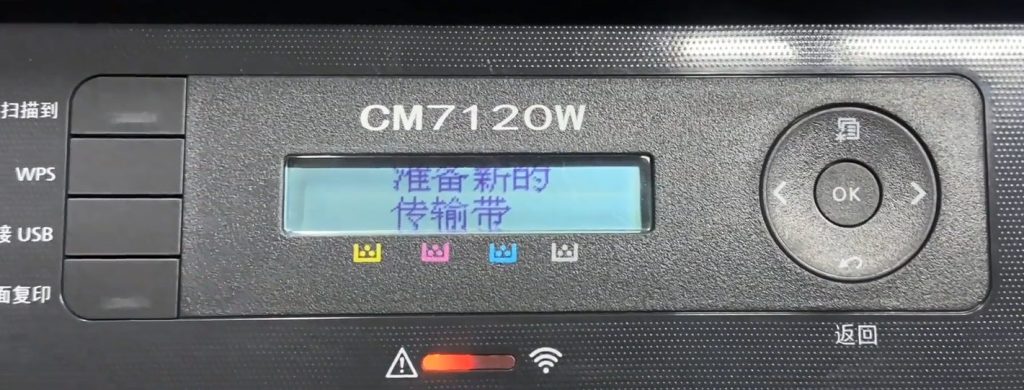 扫描到
CM7120W
WPS
准备新的
传输带
OK
接 USB
面复印
返回